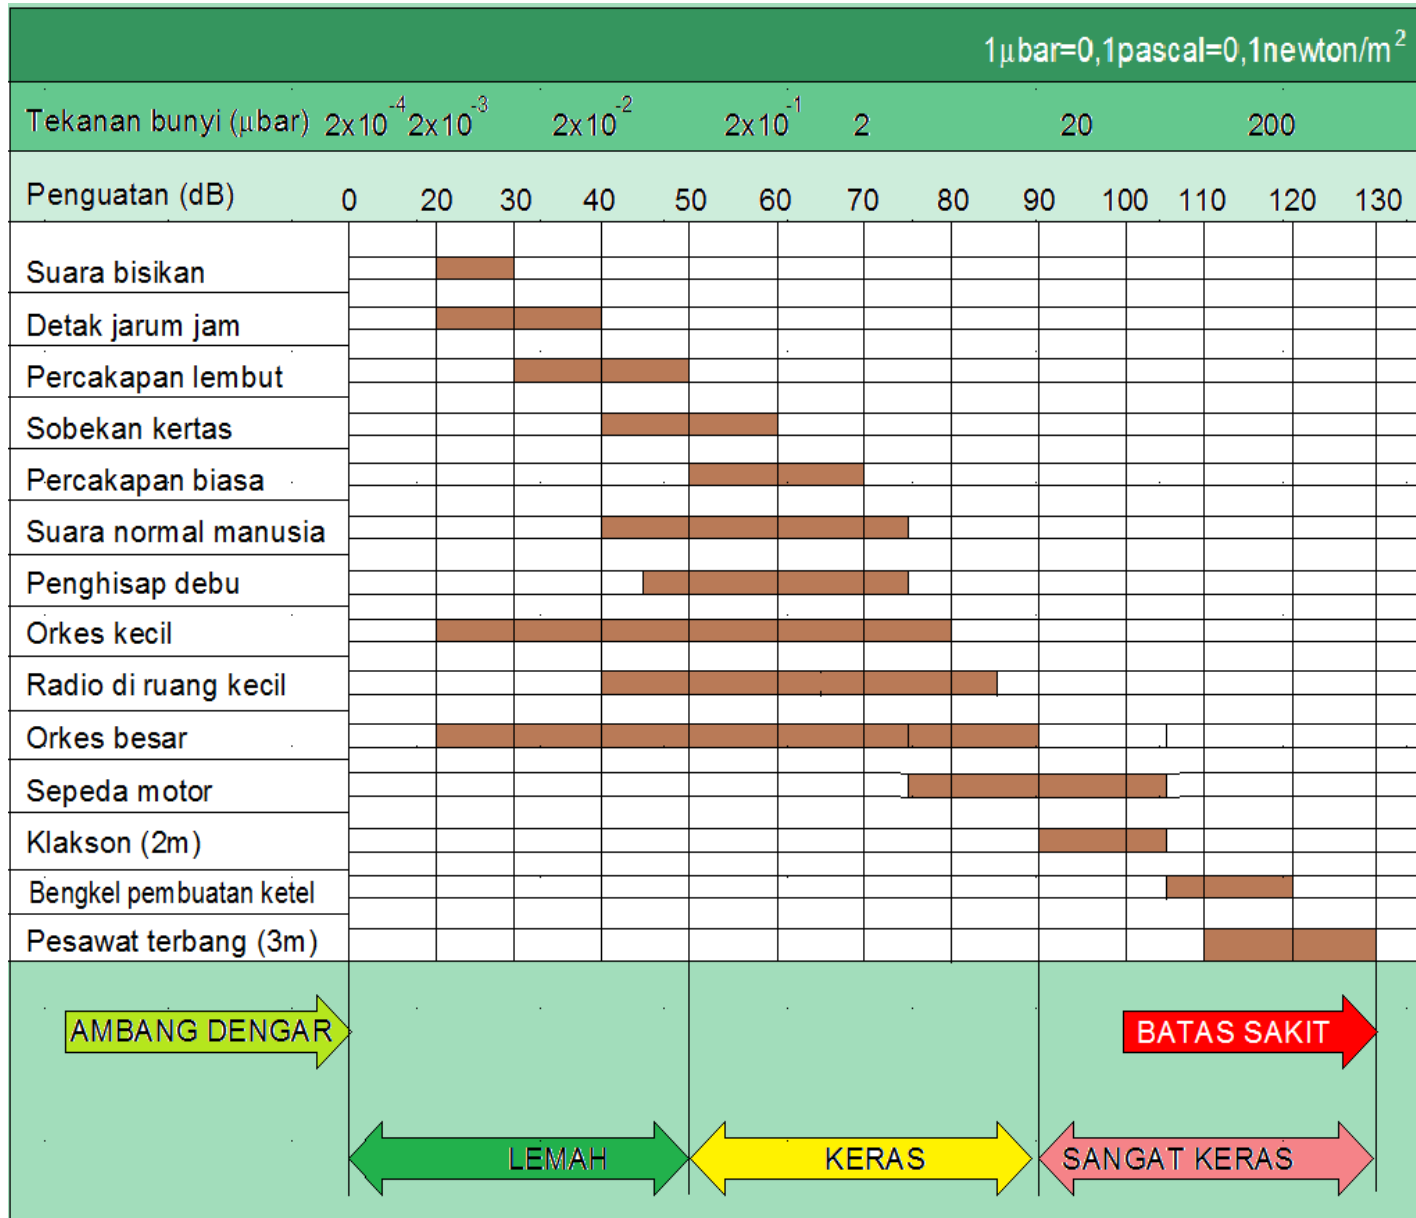 1μbar=0,1pascal=0,1newton/m²
Tekanan bunyi (μbar) 2x10⁻⁴ 2x10⁻³ 2x10⁻² 2x10⁻¹ 2 20 200
Penguatan (dB) 0 20 30 40 50 60 70 80 90 100 110 120 130
Suara bisikan
Detak jarum jam
Percakapan lembut
Sobekan kertas
Percakapan biasa
Suara normal manusia
Penghisap debu
Orkes kecil
Radio di ruang kecil
Orkes besar
Sepeda motor
Klakson (2m)
Bengkel pembuatan ketel
Pesawat terbang (3m)
AMBANG DENGAR BATAS SAKIT
LEMAH KERAS SANGAT KERAS